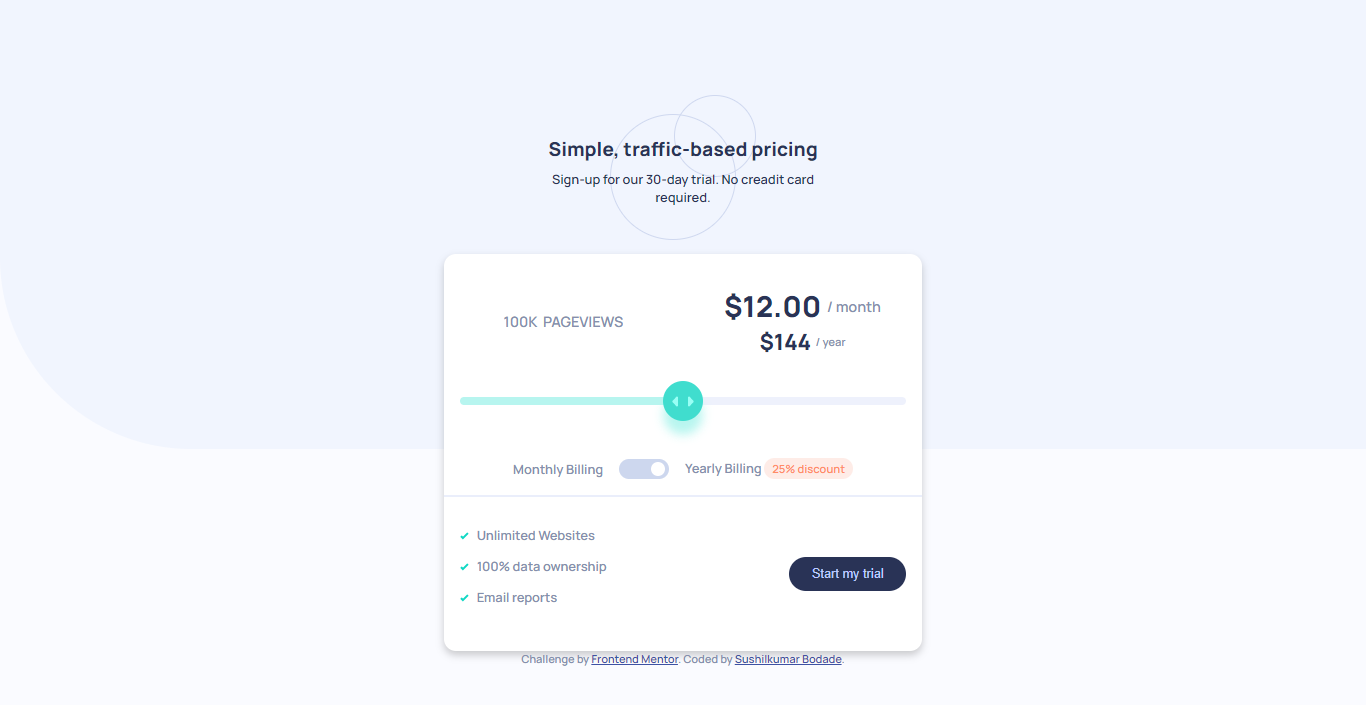 Simple, traffic-based pricing
Sign-up for our 30-day trial. No creadit card
required.
100K PAGEVIEWS
$12.00 / month
$144 / year
Monthly Billing
Yearly Billing 25% discount
Unlimited Websites
100% data ownership
Email reports
Start my trial
Challenge by Frontend Mentor. Coded by Sushilkumar Bodade.